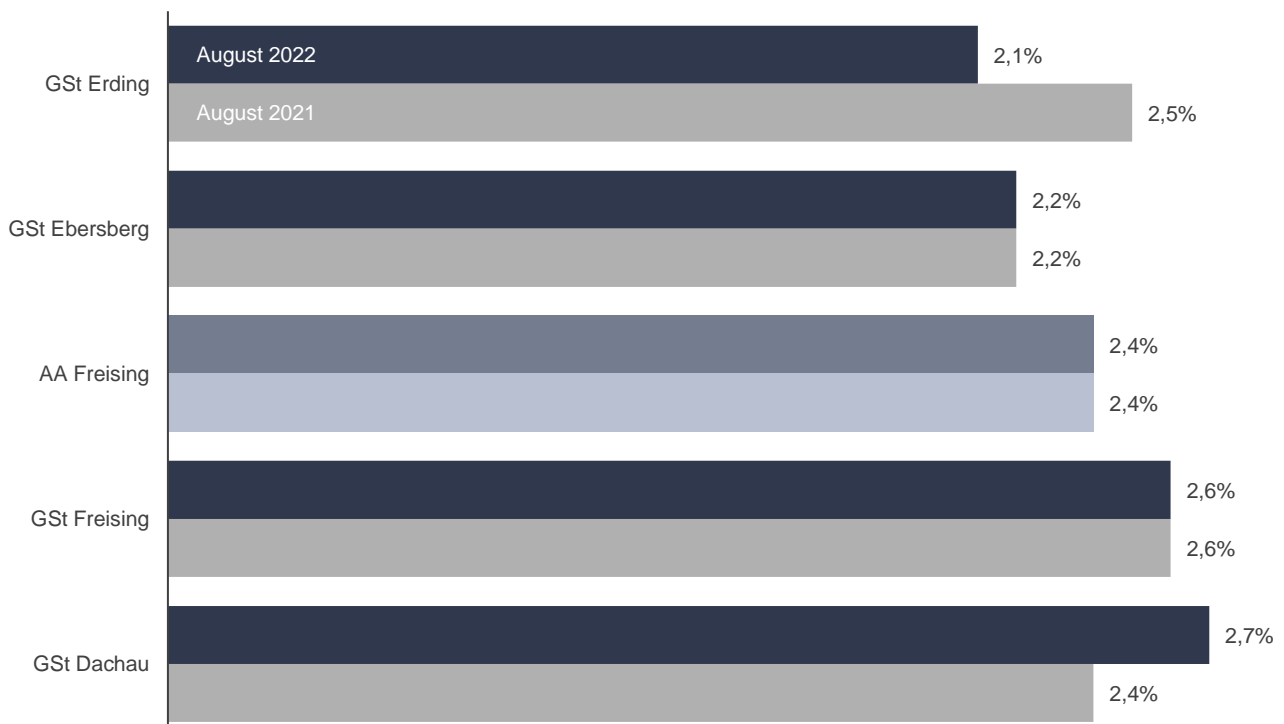 GSt Erding
August 2022
2,1%
August 2021
2,5%
GSt Ebersberg
2,2%
2,2%
AA Freising
2,4%
2,4%
GSt Freising
2,6%
2,6%
GSt Dachau
2,7%
2,4%